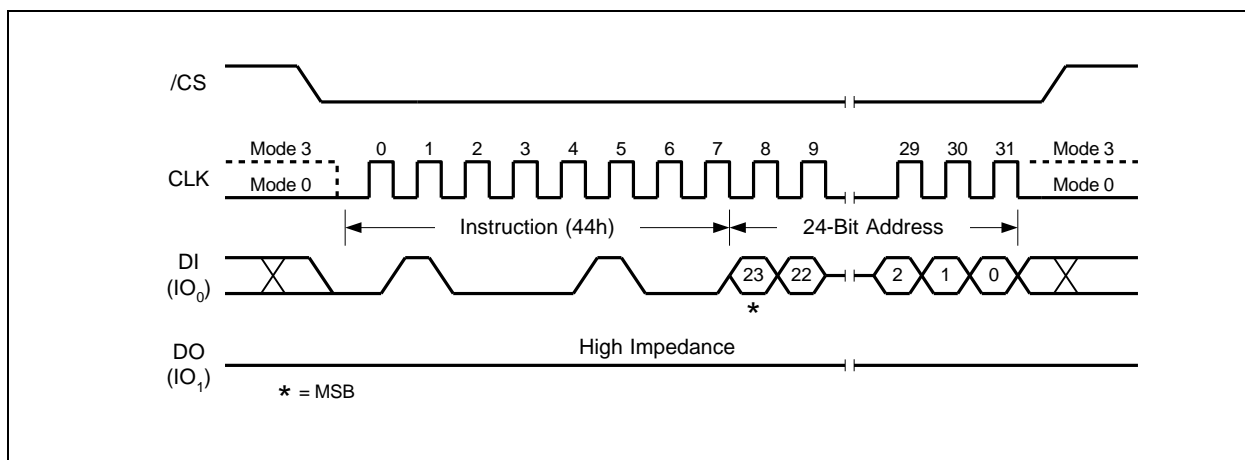 /CS
Mode 3
0 1 2 3 4 5 6 7 8 9 29 30 31
Mode 3
CLK
Mode 0
Mode 0
Instruction (44h)
24-Bit Address
DI
(IO0)
23 22 2 1 0
*
DO
(IO1)
High Impedance
* = MSB